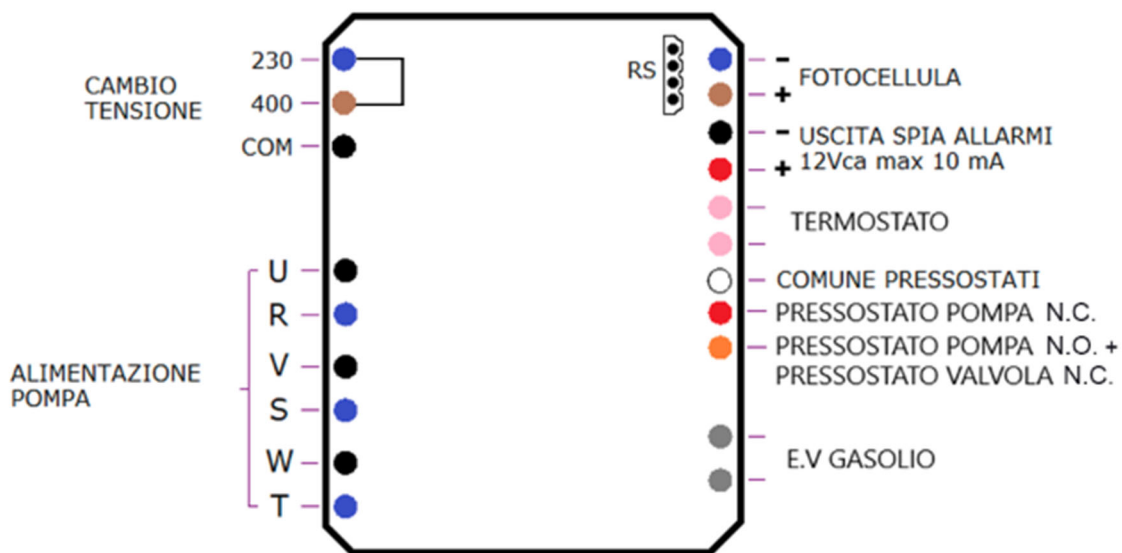 CAMBIO
TENSIONE
230
400
COM
ALIMENTAZIONE
POMPA
U
R
V
S
W
T
RS
-
+
FOTOCELLULA
-
+
USCITA SPIA ALLARMI
12Vca max 10 mA
TERMOSTATO
COMUNE PRESSOSTATI
PRESSOSTATO POMPA N.C.
PRESSOSTATO POMPA N.O. +
PRESSOSTATO VALVOLA N.C.
E.V GASOLIO